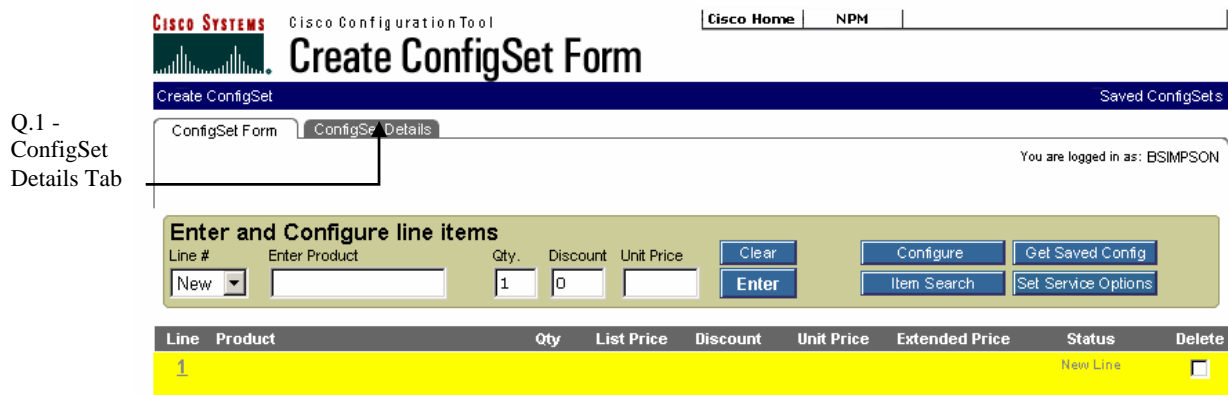 CISCO SYSTEMS
Cisco Configuration Tool
Create ConfigSet Form
Cisco Home
NPM
Create ConfigSet
Saved ConfigSets
Q.1 -
ConfigSet
Details Tab
ConfigSet Form
ConfigSet Details
You are logged in as: BSIMPSON
Enter and Configure line items
Line # Enter Product Qty. Discount Unit Price
New 1 0
Clear
Enter
Configure
Get Saved Config
Item Search
Set Service Options
Line Product Qty List Price Discount Unit Price Extended Price Status Delete
1 New Line